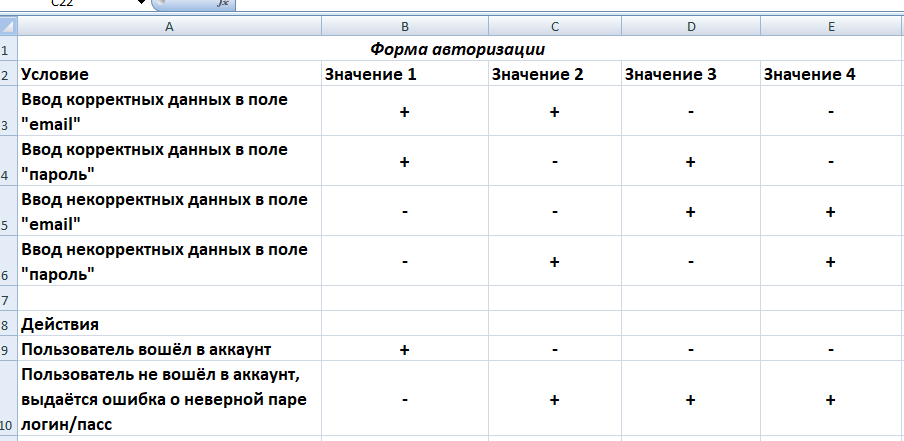 C22
fx
A B C D E
1 Форма авторизации
2 Условие Значение 1 Значение 2 Значение 3 Значение 4
Ввод корректных данных в поле
3 "email" + + - -
Ввод корректных данных в поле
4 "пароль" + - + -
Ввод некорректных данных в поле
5 "email" - - + +
Ввод некорректных данных в поле
6 "пароль" - + - +
7
8 Действия
9 Пользователь вошёл в аккаунт + - - -
Пользователь не вошёл в аккаунт,
выдаётся ошибка о неверной паре - + + +
10 логин/пасс